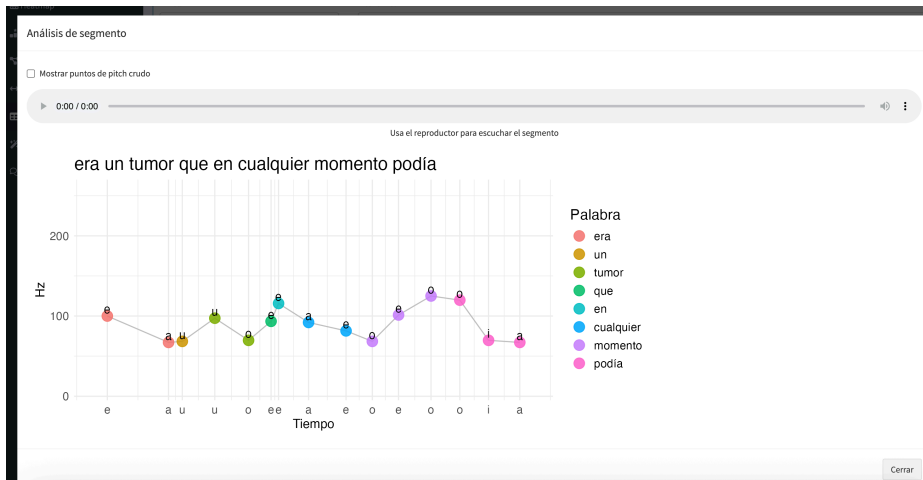 Análisis de segmento
Mostrar puntos de pitch crudo
0:00 / 0:00
Usa el reproductor para escuchar el segmento
era un tumor que en cualquier momento podía
200
100
0
Hz
e a u u o e e a e o e o o i a
e a u u o e e a e o e o o i a
Tiempo
Palabra
era
un
tumor
que
en
cualquier
momento
podía
Cerrar